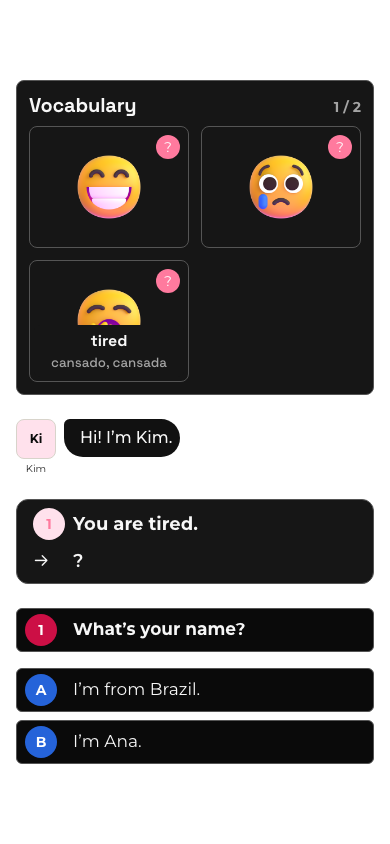 Vocabulary
1 / 2
?
?
?
tired
cansado, cansada
Ki
Hi! I’m Kim.
Kim
1 You are tired.
→ ?
1 What’s your name?
A I’m from Brazil.
B I’m Ana.